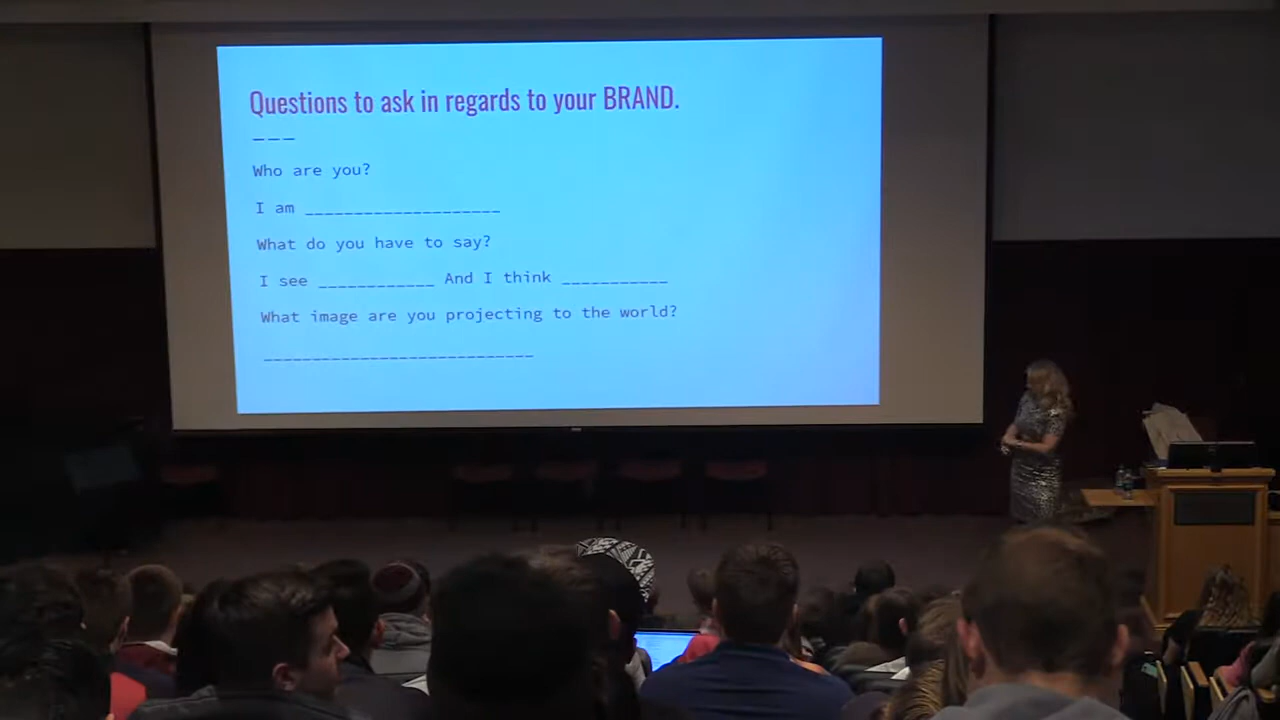 Questions to ask in regards to your BRAND.
___
Who are you?
I am ____________________
What do you have to say?
I see ____________ And I think ___________
What image are you projecting to the world?
____________________________